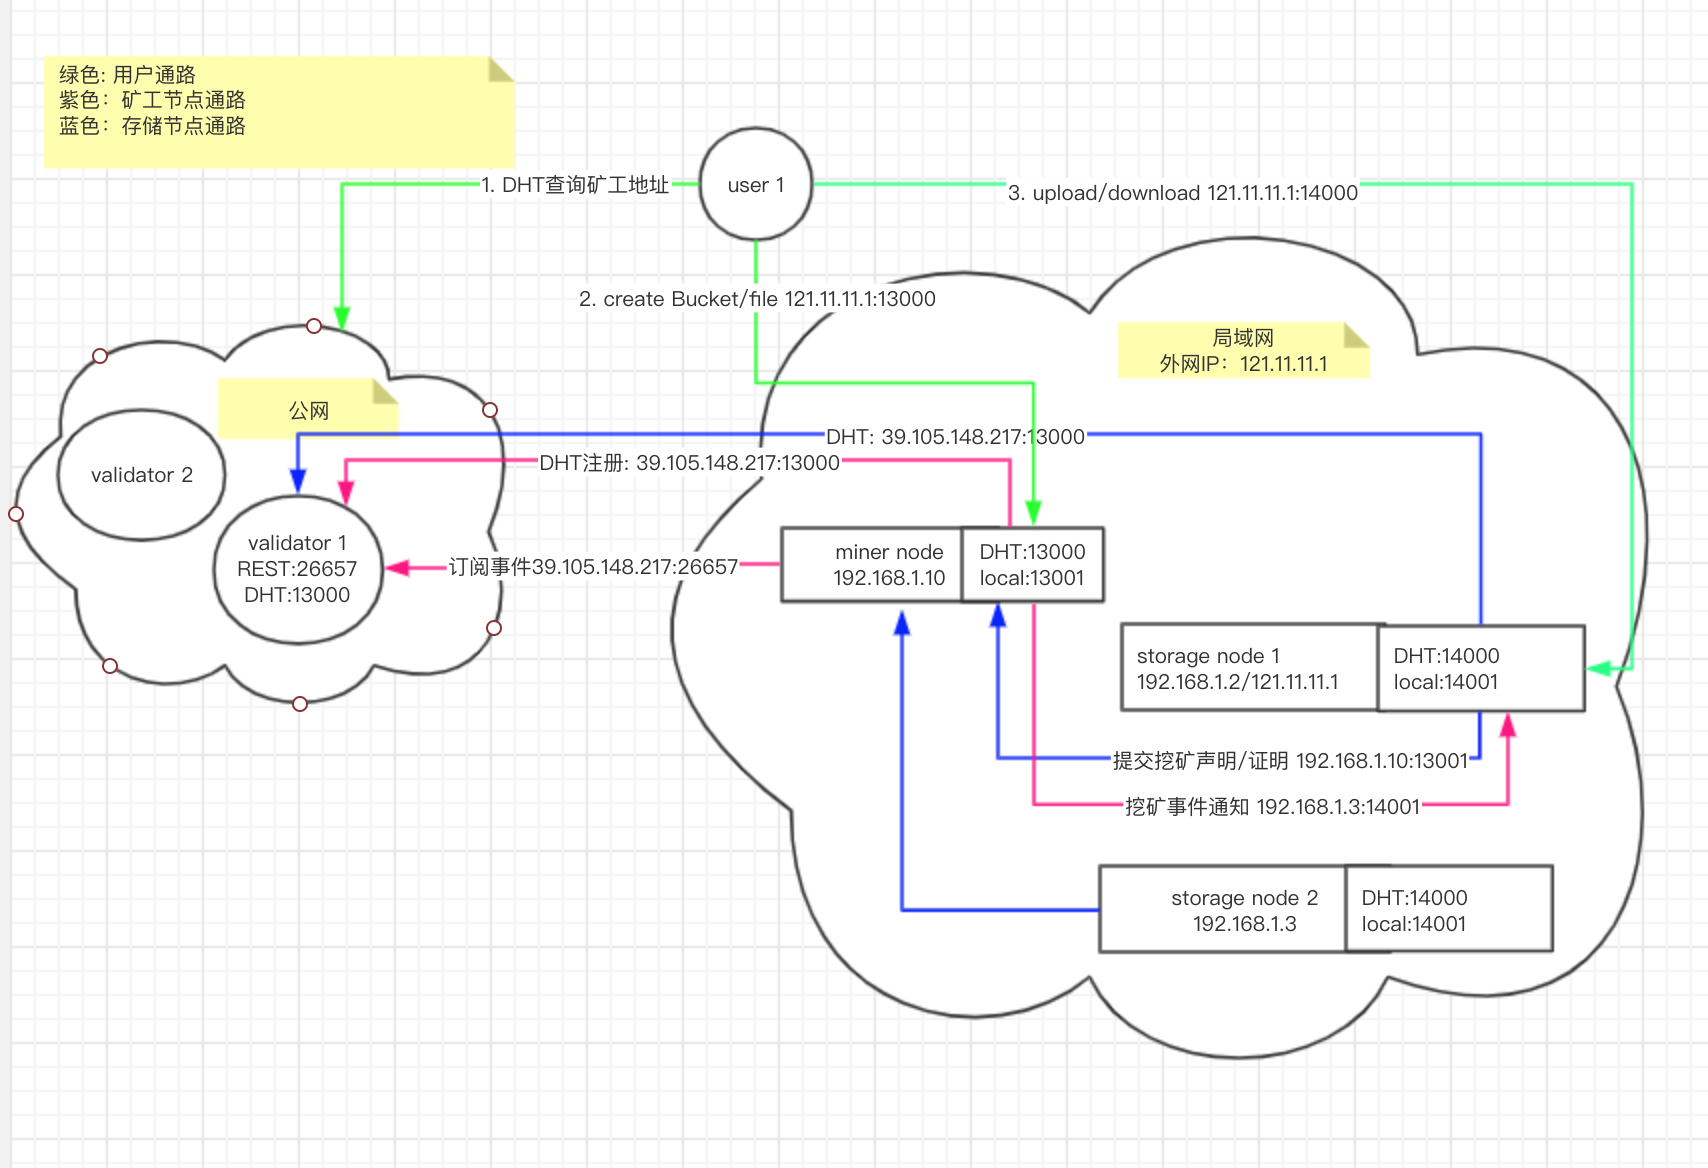 绿色: 用户通路
紫色：矿工节点通路
蓝色：存储节点通路
user 1
1. DHT查询矿工地址
3. upload/download 121.11.11.1:14000
2. create Bucket/file 121.11.11.1:13000
局域网
外网IP：121.11.11.1
公网
DHT: 39.105.148.217:13000
DHT注册: 39.105.148.217:13000
validator 2
validator 1
REST:26657
DHT:13000
订阅事件39.105.148.217:26657
miner node
192.168.1.10
DHT:13000
local:13001
storage node 1
192.168.1.2/121.11.11.1
DHT:14000
local:14001
提交挖矿声明/证明 192.168.1.10:13001
挖矿事件通知 192.168.1.3:14001
storage node 2
192.168.1.3
DHT:14000
local:14001